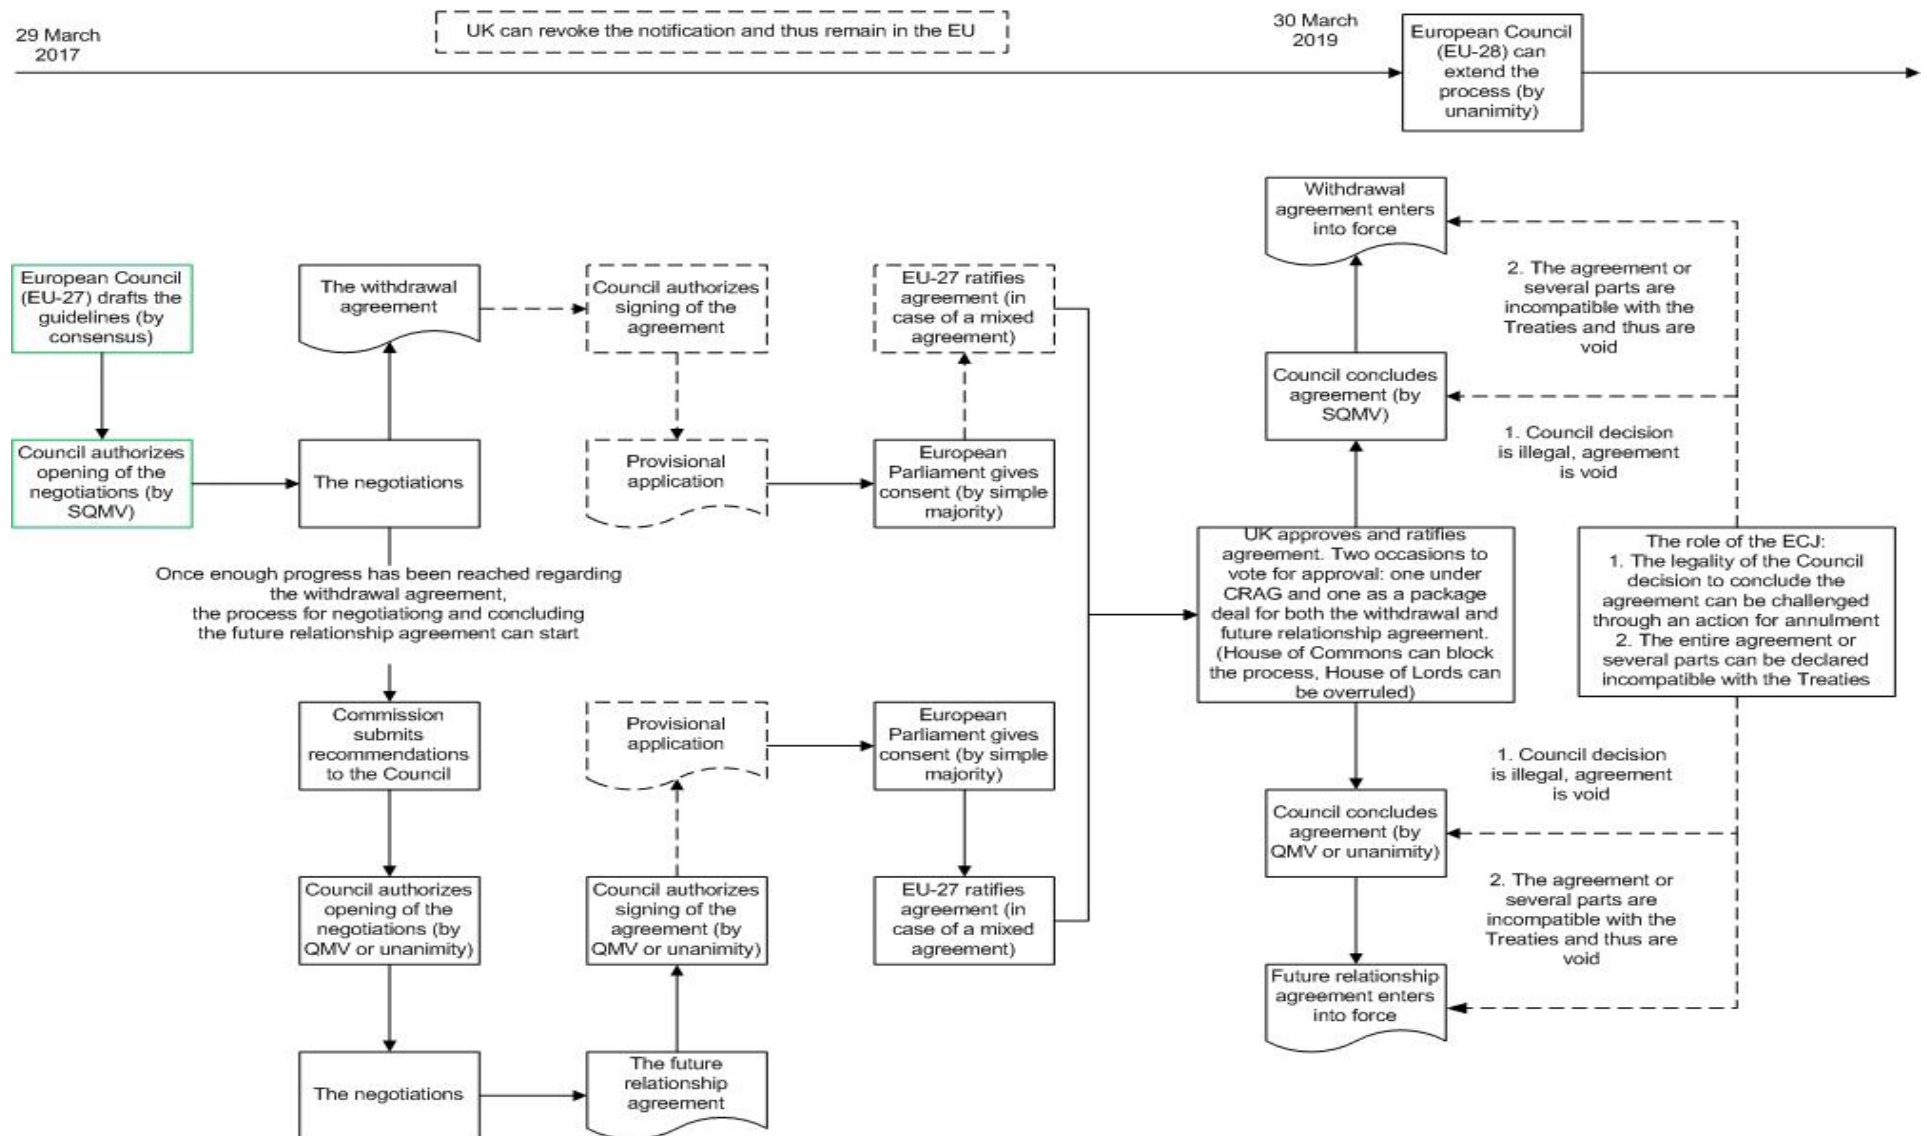 29 March
2017
UK can revoke the notification and thus remain in the EU
30 March
2019
European Council
(EU-28) can
extend the
process (by
unanimity)
European Council
(EU-27) drafts the
guidelines (by
consensus)
The withdrawal
agreement
Council authorizes
signing of the
agreement
EU-27 ratifies
agreement (in
case of a mixed
agreement)
Withdrawal
agreement enters
into force
2. The agreement or
several parts are
incompatible with the
Treaties and thus are
void
Council concludes
agreement (by
SQMV)
1. Council decision
is illegal, agreement
is void
Council authorizes
opening of the
negotiations (by
SQMV)
The negotiations
Provisional
application
European
Parliament gives
consent (by simple
majority)
Once enough progress has been reached regarding
the withdrawal agreement,
the process for negotiationg and concluding
the future relationship agreement can start
UK approves and ratifies
agreement. Two occasions to
vote for approval: one under
CRAG and one as a package
deal for both the withdrawal and
future relationship agreement.
(House of Commons can block
the process, House of Lords can
be overruled)
The role of the ECJ:
1. The legality of the Council
decision to conclude the
agreement can be challenged
through an action for annulment
2. The entire agreement or
several parts can be declared
incompatible with the Treaties
Commission
submits
recommendations
to the Council
Provisional
application
European
Parliament gives
consent (by simple
majority)
1. Council decision
is illegal, agreement
is void
Council concludes
agreement (by
QMV or unanimity)
Council authorizes
opening of the
negotiations (by
QMV or unanimity)
Council authorizes
signing of the
agreement (by
QMV or unanimity)
EU-27 ratifies
agreement (in
case of a mixed
agreement)
2. The agreement or
several parts are
incompatible with the
Treaties and thus are
void
Future relationship
agreement enters
into force
The negotiations
The future
relationship
agreement